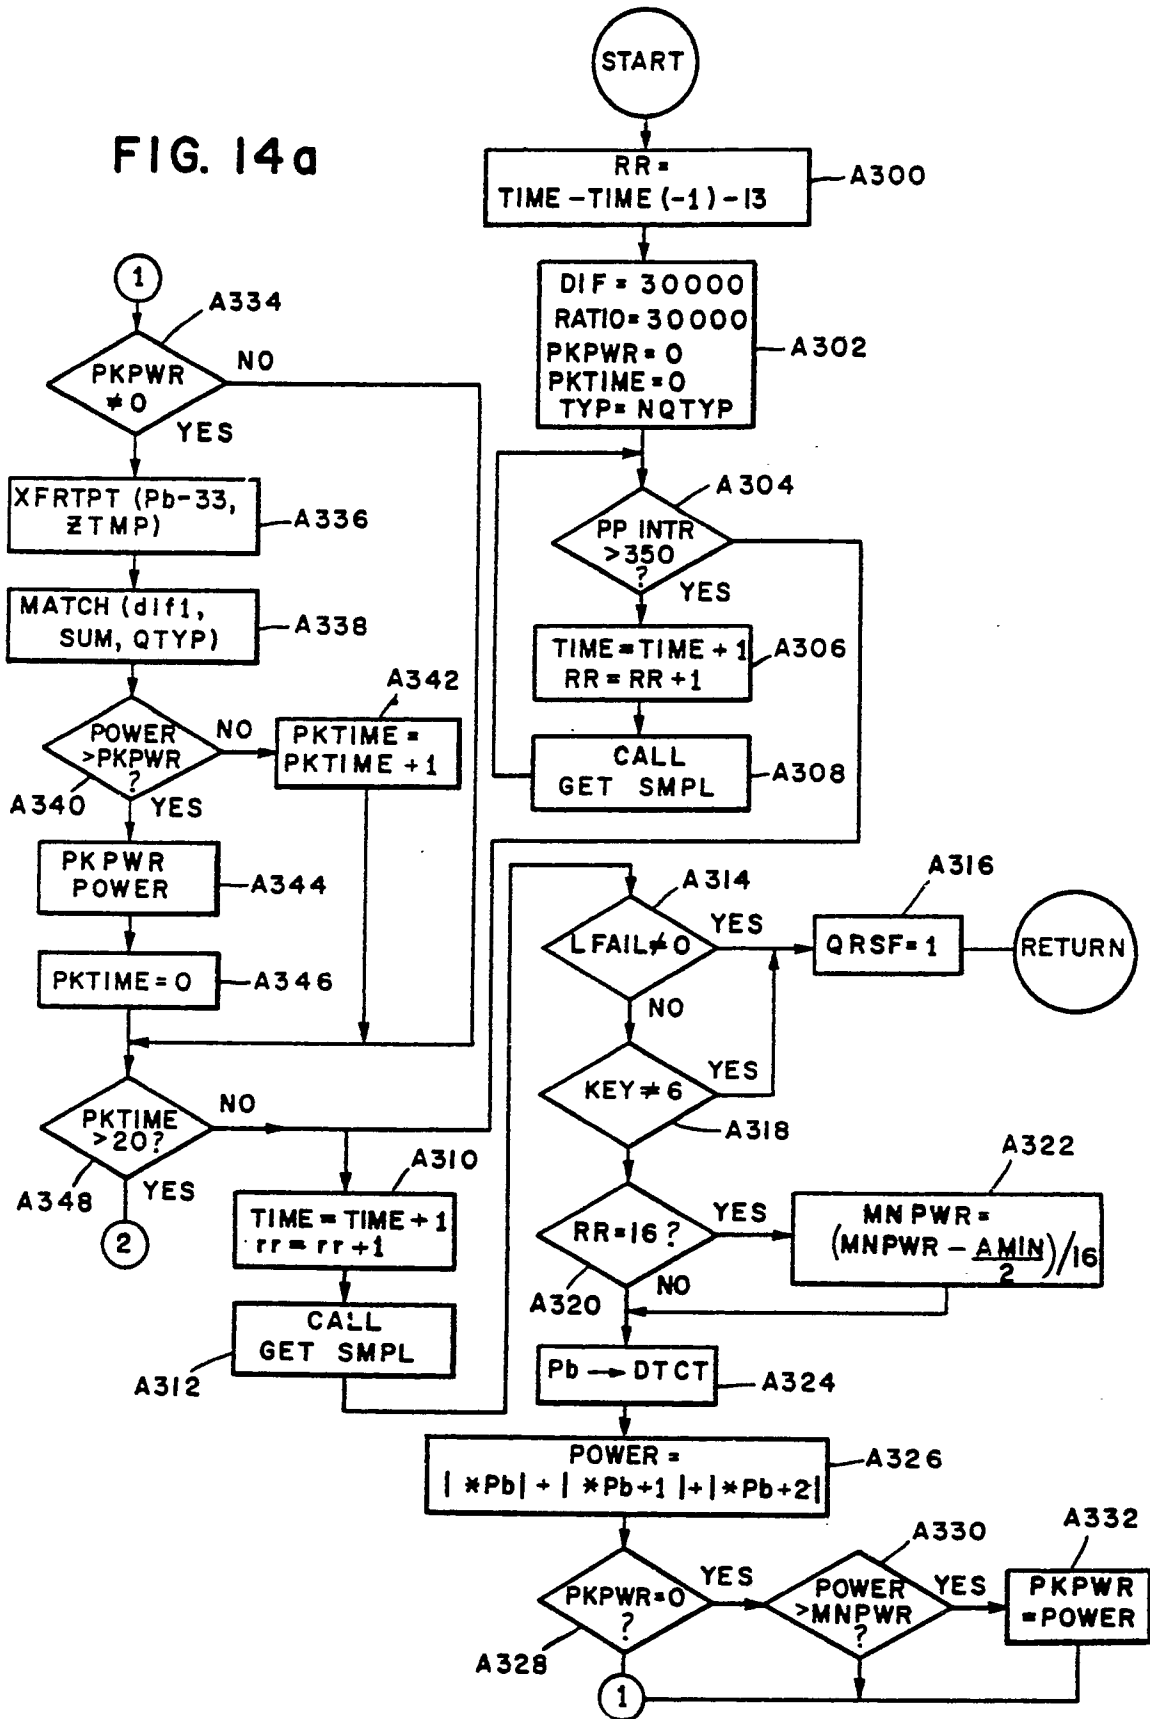 START
FIG. 14a
RR =
TIME - TIME (-1) - 13
A300
DIF = 30000
RATIO = 30000
PKPWR = 0
PKTIME = 0
TYP = NQTYP
A302
A304
PP INTR
>350
?
YES
TIME = TIME + 1
RR = RR + 1
A306
CALL
GET SMPL
A308
1
A334
PKPWR
≠ 0
NO
YES
XFRTPT (Pb-33,
ZTMP)
A336
MATCH (dif1,
SUM, QTYP)
A338
POWER
>PKPWR
?
A340
NO
YES
A342
PKTIME =
PKTIME + 1
PKPWR
POWER
A344
PKTIME = 0
A346
PKTIME
>20?
A348
NO
YES
2
A310
TIME = TIME + 1
rr = rr + 1
CALL
GET SMPL
A312
A314
LFAIL ≠ 0
YES
NO
A316
QRSF = 1
RETURN
KEY ≠ 6
YES
A318
RR = 16 ?
YES
A320
NO
A322
MNPWR =
(MNPWR - AMIN/2)/16
Pb → DTCT
A324
POWER =
| *Pb| + | *Pb+1 | + | *Pb+2|
A326
PKPWR = 0
?
A328
YES
A330
POWER
>MNPWR
?
YES
A332
PKPWR
= POWER
1